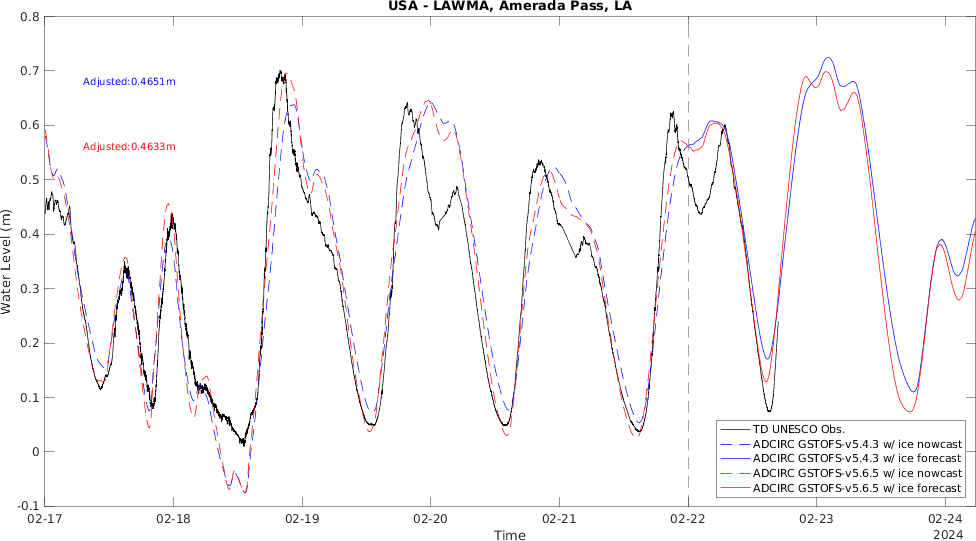 USA - LAWMA, Amerada Pass, LA
0.8
0.7
0.6
0.5
0.4
0.3
0.2
0.1
0
-0.1
Water Level (m)
Adjusted:0.4651m
Adjusted:0.4633m
TD UNESCO Obs.
ADCIRC GSTOFS-v5.4.3 w/ ice nowcast
ADCIRC GSTOFS-v5.4.3 w/ ice forecast
ADCIRC GSTOFS-v5.6.5 w/ ice nowcast
ADCIRC GSTOFS-v5.6.5 w/ ice forecast
02-17 02-18 02-19 02-20 02-21 02-22 02-23 02-24
Time
2024